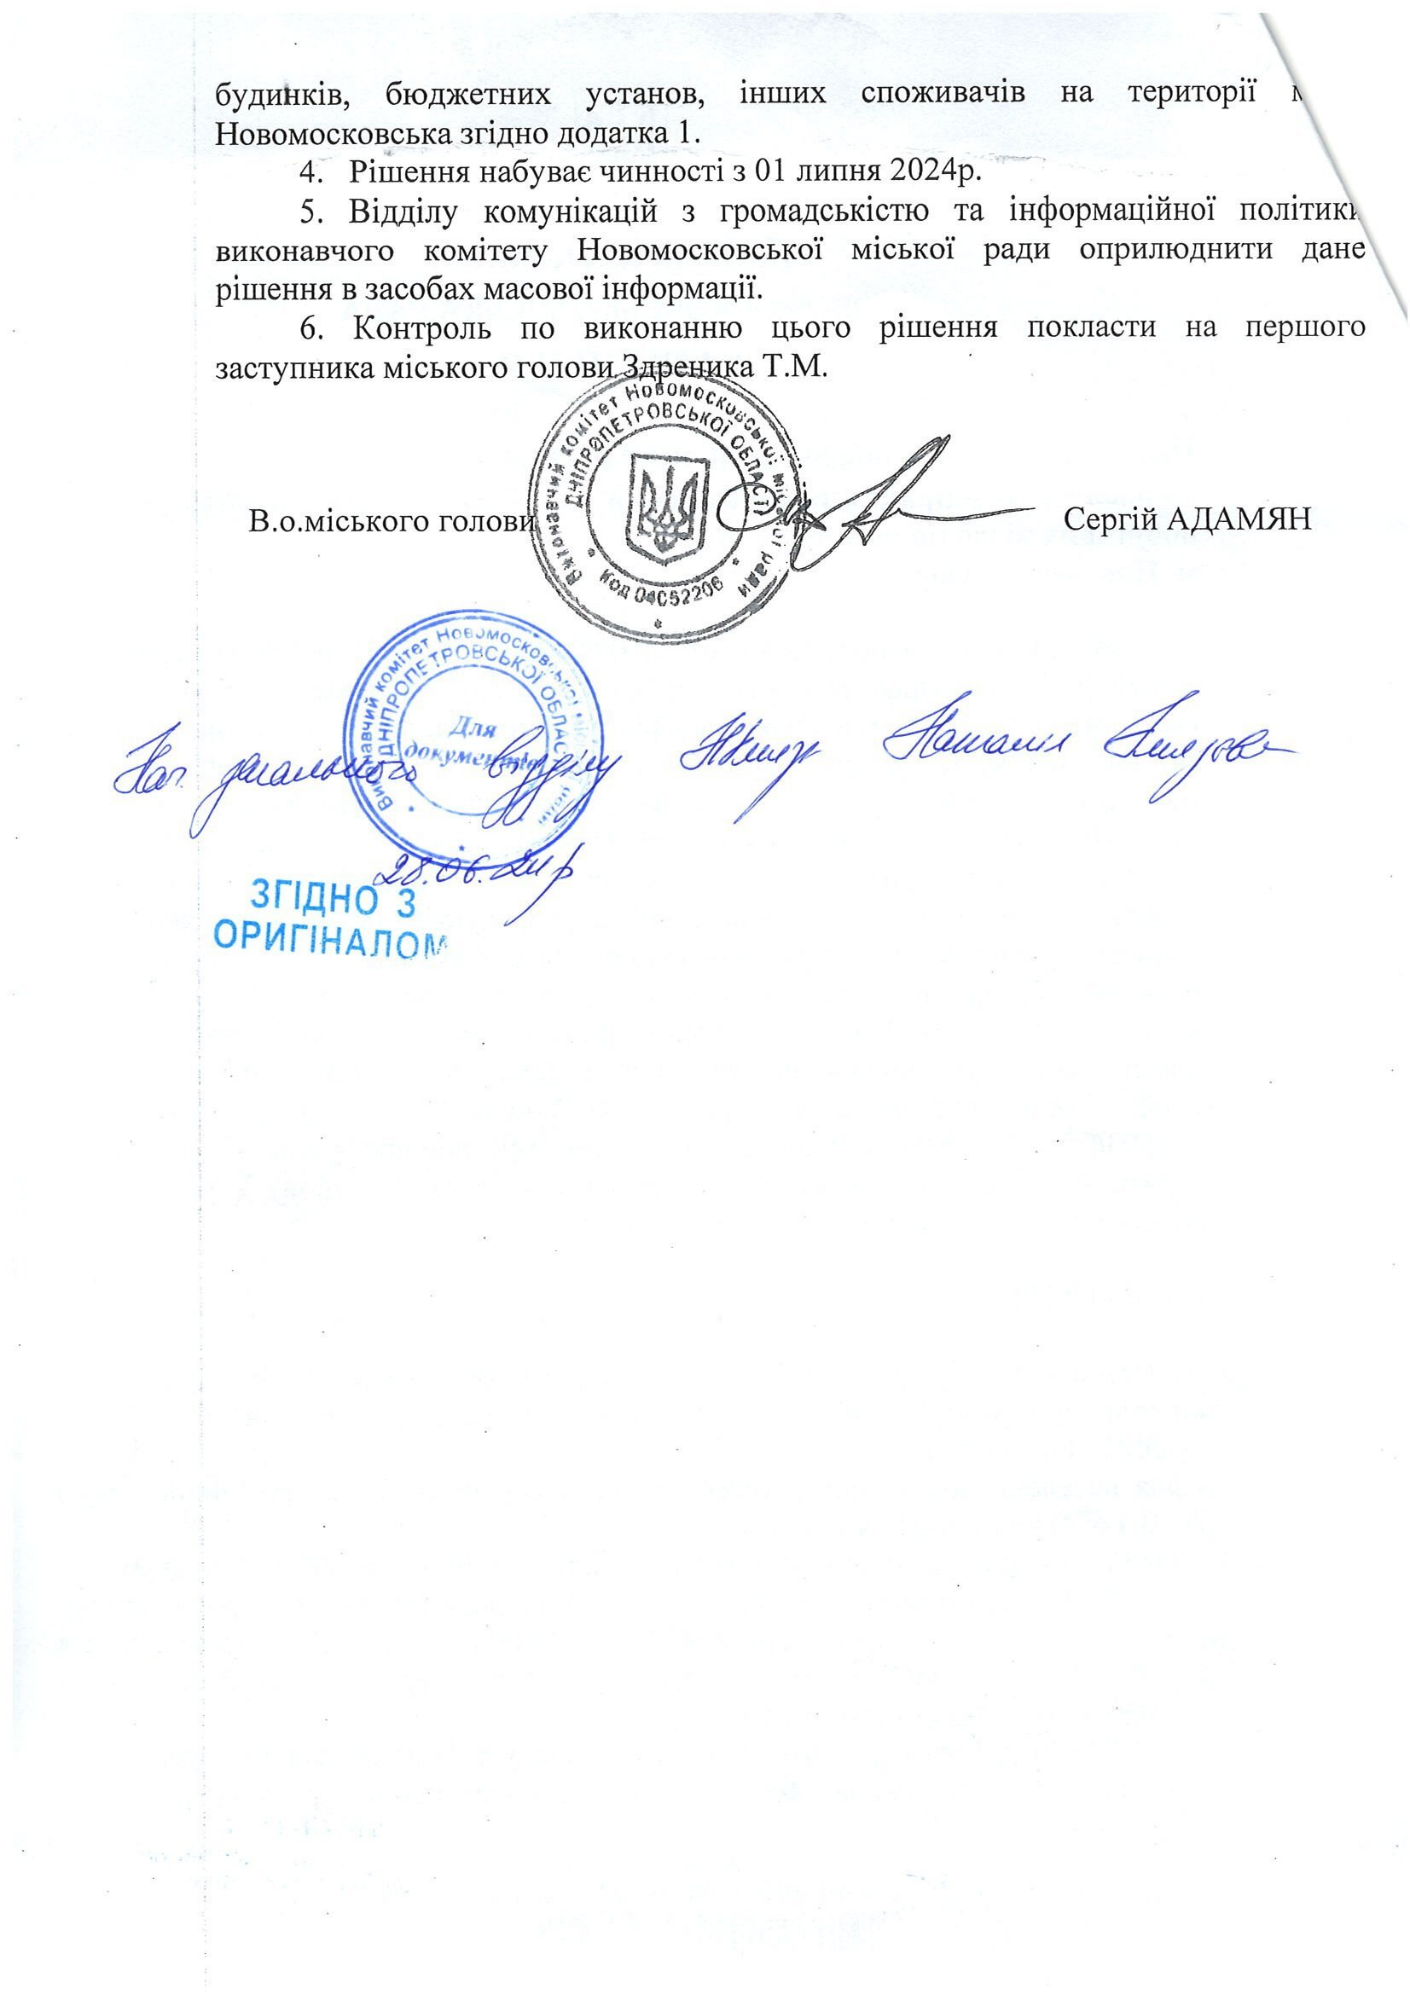 будинків, бюджетних установ, інших споживачів на території
Новомосковська згідно додатка 1.
4. Рішення набуває чинності з 01 липня 2024р.
5. Відділу комунікацій з громадськістю та інформаційної політики
виконавчого комітету Новомосковської міської ради оприлюднити дане
рішення в засобах масової інформації.
6. Контроль по виконанню цього рішення покласти на першого
заступника міського голови Здреника Т.М.
Виконавчий комітет Новомосковської міської ради
ДНІПРОПЕТРОВСЬКОЇ ОБЛАСТІ
Код 04052206
В.о.міського голови
Сергій АДАМЯН
Виконавчий комітет Новомосковської міської ради
ДНІПРОПЕТРОВСЬКОЇ ОБЛАСТІ
Для
документів
Нач загального відділу Наталія
28.06.24р
ЗГІДНО З
ОРИГІНАЛОМ